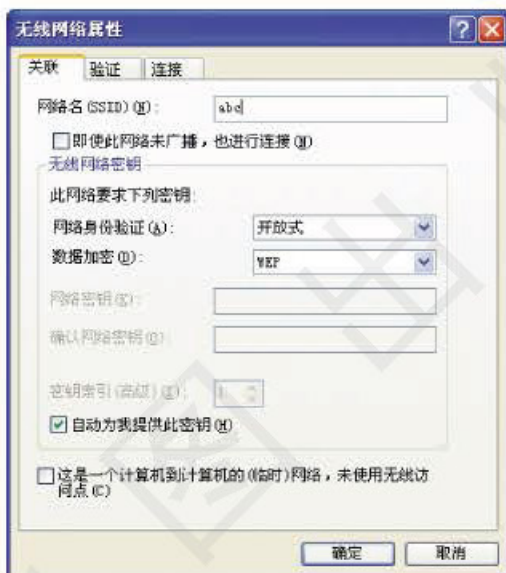 无线网络属性
关联 验证 连接
网络名(SSID)(N): abc
即使此网络未广播，也进行连接(N)
无线网络密钥
此网络要求下列密钥:
网络身份验证(A): 开放式
数据加密(D): WEP
网络密钥(K):
确认网络密钥(O):
密钥索引(高级)(X): 1
自动为我提供此密钥(H)
这是一个计算机到计算机的(临时)网络，未使用无线访
问点(C)
确定 取消